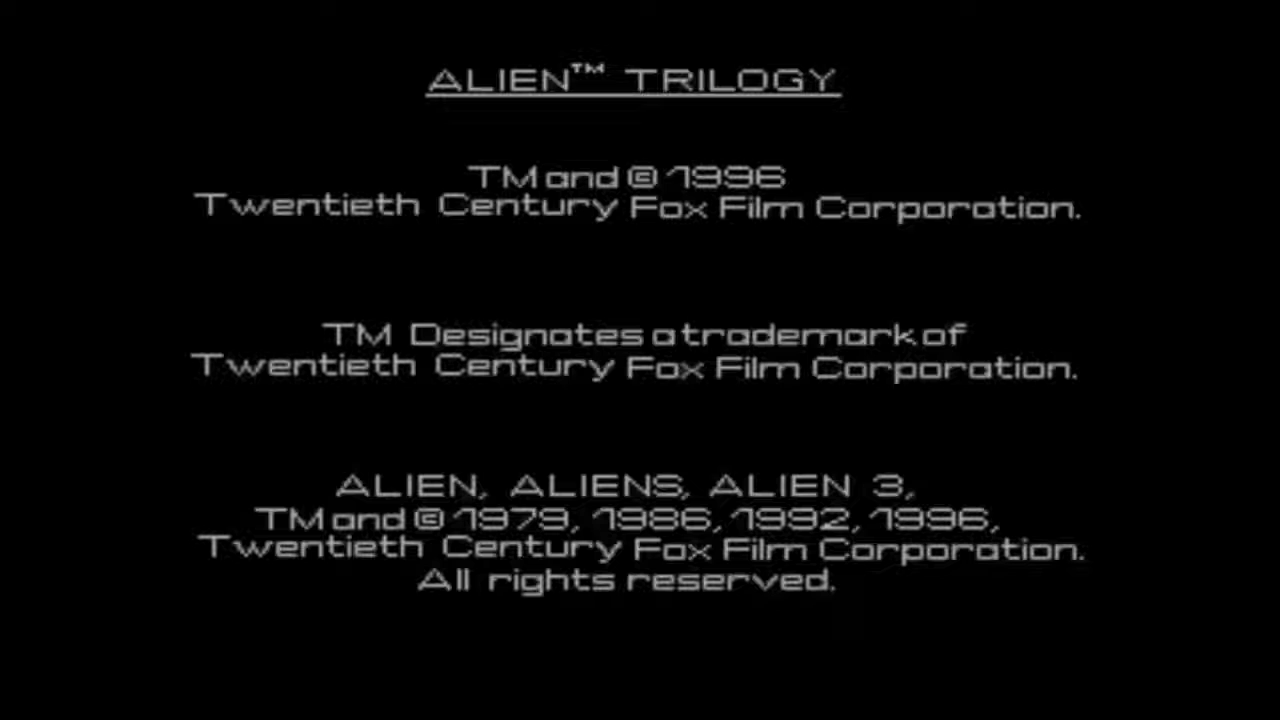 ALIEN™ TRILOGY
TM and © 1996
Twentieth Century Fox Film Corporation.
TM Designates a trademark of
Twentieth Century Fox Film Corporation.
ALIEN, ALIENS, ALIEN 3,
TM and © 1979, 1986, 1992, 1996,
Twentieth Century Fox Film Corporation.
All rights reserved.